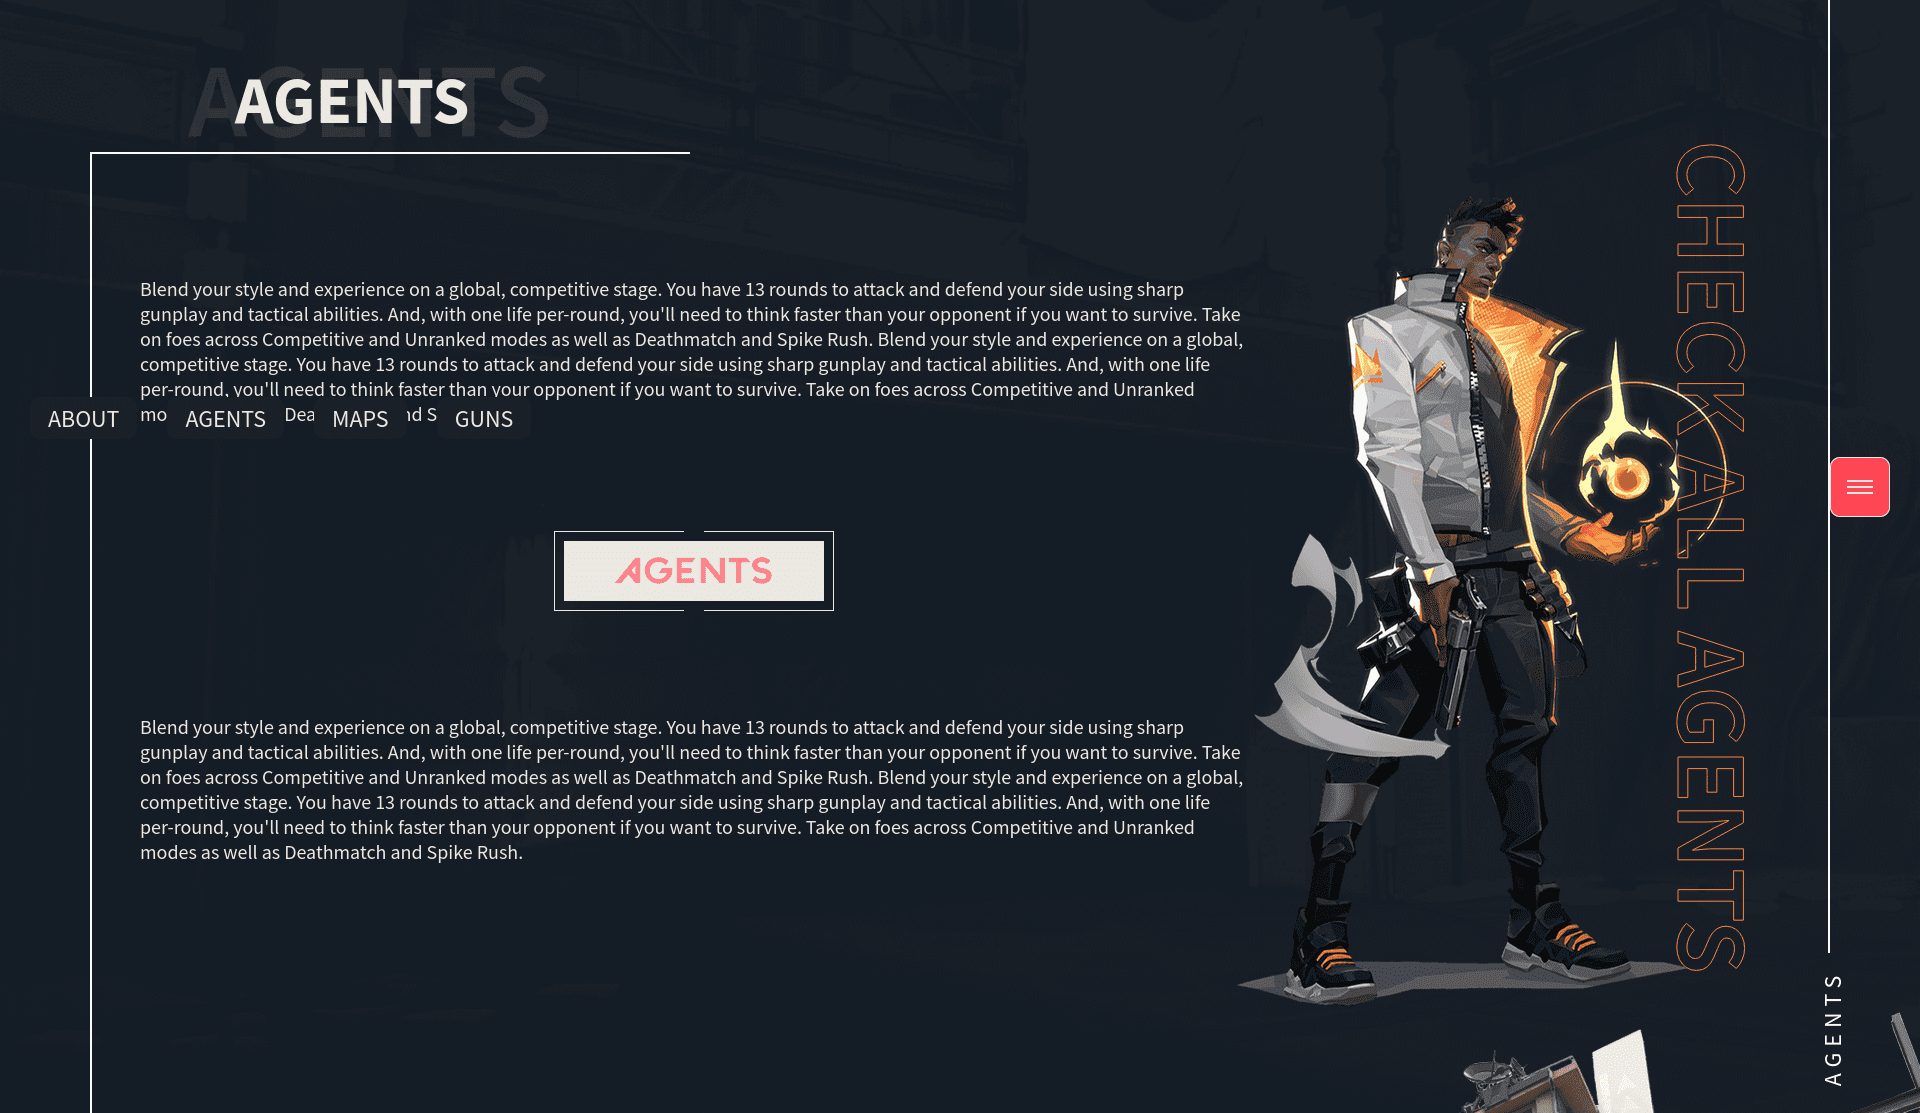 AGENTS
AGENTS
Blend your style and experience on a global, competitive stage. You have 13 rounds to attack and defend your side using sharp
gunplay and tactical abilities. And, with one life per-round, you'll need to think faster than your opponent if you want to survive. Take
on foes across Competitive and Unranked modes as well as Deathmatch and Spike Rush. Blend your style and experience on a global,
competitive stage. You have 13 rounds to attack and defend your side using sharp gunplay and tactical abilities. And, with one life
per-round, you'll need to think faster than your opponent if you want to survive. Take on foes across Competitive and Unranked
mo Dea nd S
ABOUT AGENTS MAPS GUNS
AGENTS
Blend your style and experience on a global, competitive stage. You have 13 rounds to attack and defend your side using sharp
gunplay and tactical abilities. And, with one life per-round, you'll need to think faster than your opponent if you want to survive. Take
on foes across Competitive and Unranked modes as well as Deathmatch and Spike Rush. Blend your style and experience on a global,
competitive stage. You have 13 rounds to attack and defend your side using sharp gunplay and tactical abilities. And, with one life
per-round, you'll need to think faster than your opponent if you want to survive. Take on foes across Competitive and Unranked
modes as well as Deathmatch and Spike Rush.
CHECK ALL AGENTS
AGENTS